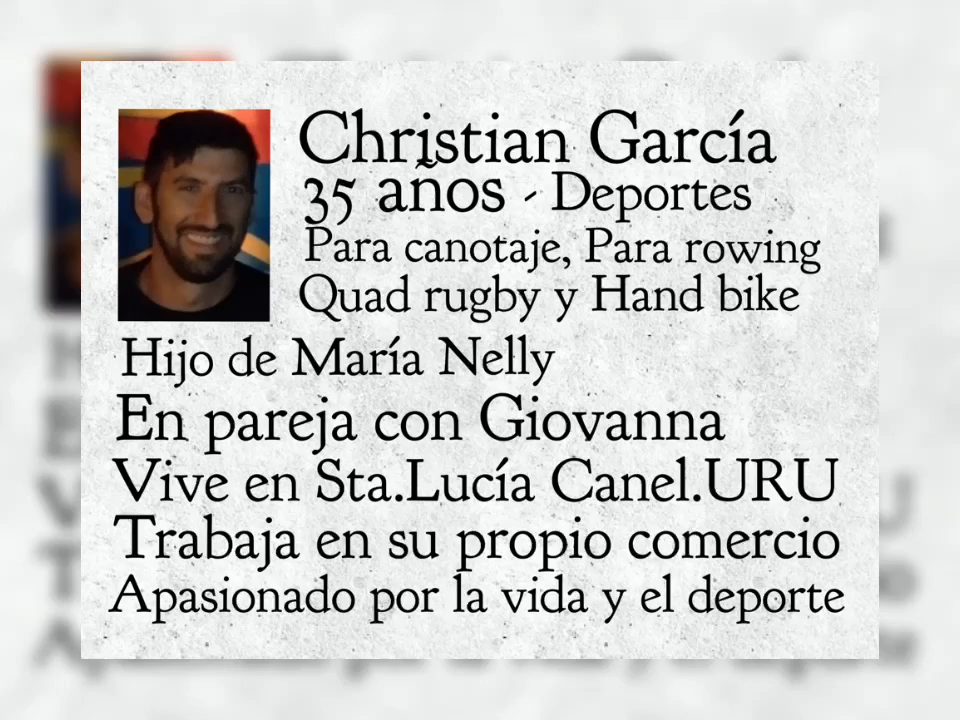 Christian García
35 años - Deportes
Para canotaje, Para rowing
Quad rugby y Hand bike
Hijo de María Nelly
En pareja con Giovanna
Vive en Sta.Lucía Canel.URU
Trabaja en su propio comercio
Apasionado por la vida y el deporte